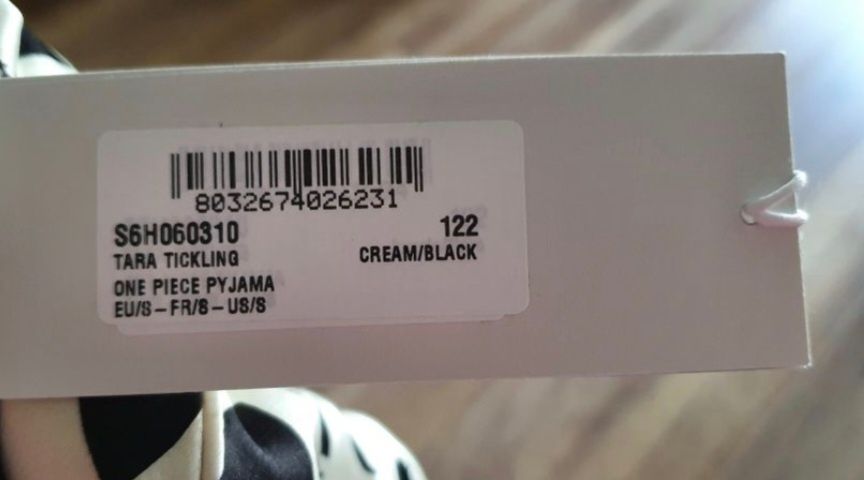 8032674026231
S6H060310 122
TARA TICKLING CREAM/BLACK
ONE PIECE PYJAMA
EU/S-FR/S-US/S